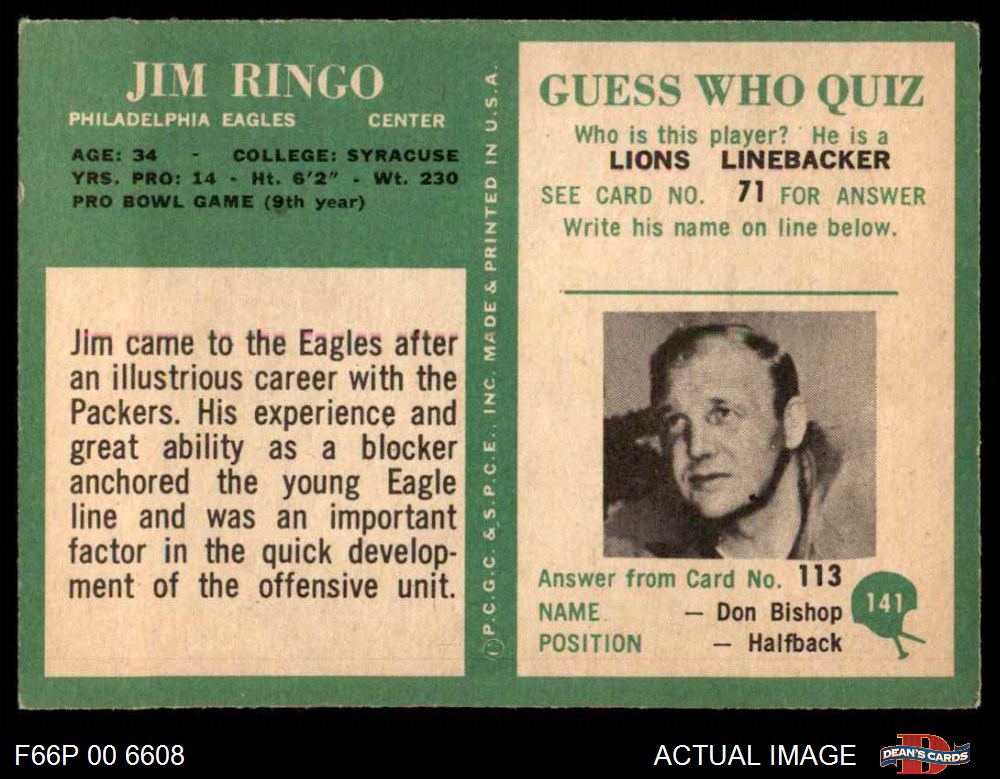 JIM RINGO
PHILADELPHIA EAGLES CENTER
AGE: 34 - COLLEGE: SYRACUSE
YRS. PRO: 14 - Ht. 6'2" - Wt. 230
PRO BOWL GAME (9th year)
Jim came to the Eagles after
an illustrious career with the
Packers. His experience and
great ability as a blocker
anchored the young Eagle
line and was an important
factor in the quick develop-
ment of the offensive unit.
©P.C.G.C. & S.P.C.E., INC. MADE & PRINTED IN U.S.A.
GUESS WHO QUIZ
Who is this player? He is a
LIONS LINEBACKER
SEE CARD NO. 71 FOR ANSWER
Write his name on line below.
Answer from Card No. 113
NAME — Don Bishop
POSITION — Halfback
141
F66P 00 6608
ACTUAL IMAGE
D
DEAN'S CARDS